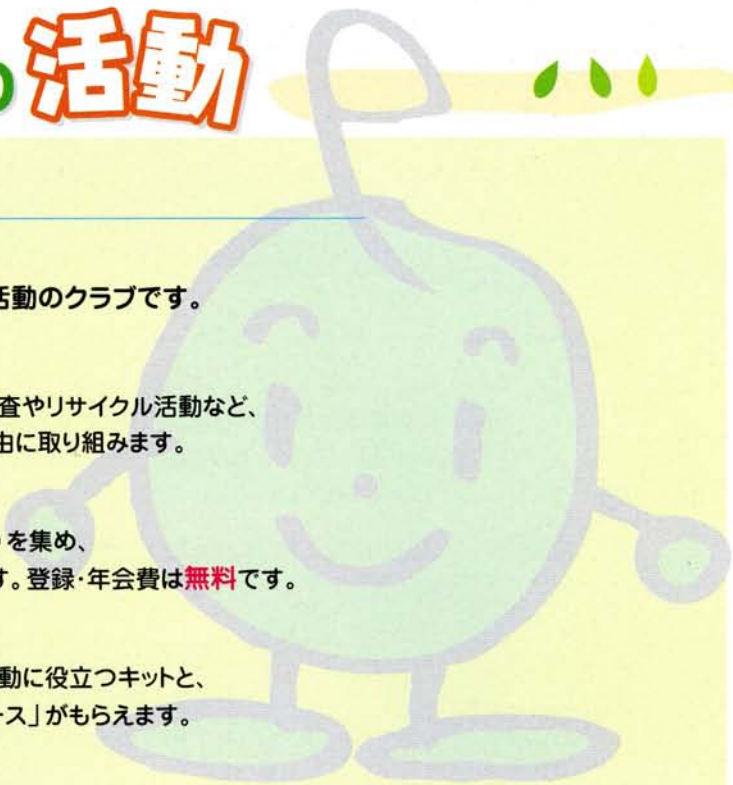 活動
活動のクラブです。
査やリサイクル活動など、
由に取り組みます。
を集め、
す。登録・年会費は無料です。
動に役立つキットと、
ース」がもらえます。